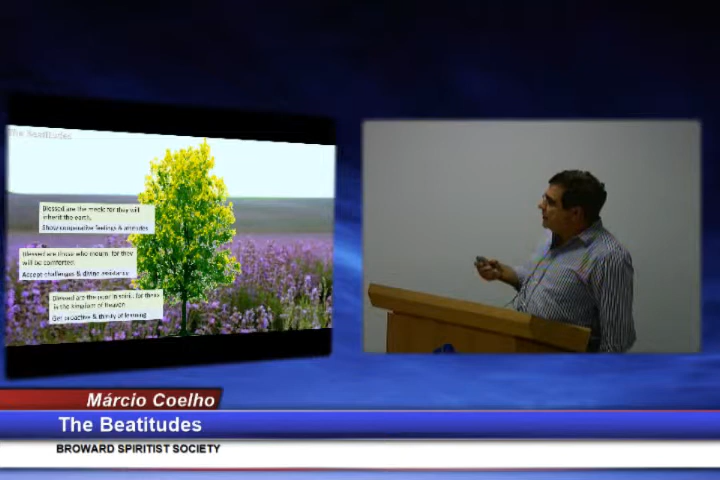 The Beatitudes
Blessed are the meek for they will
inherit the earth.
Show cooperative feelings & attitudes
Blessed are those who mourn for they
will be comforted.
Accept challenges & divine assistance
Blessed are the poor in spirit, for theirs
is the kingdom of heaven
Get proactive & thirsty of learning
Márcio Coelho
The Beatitudes
BROWARD SPIRITIST SOCIETY